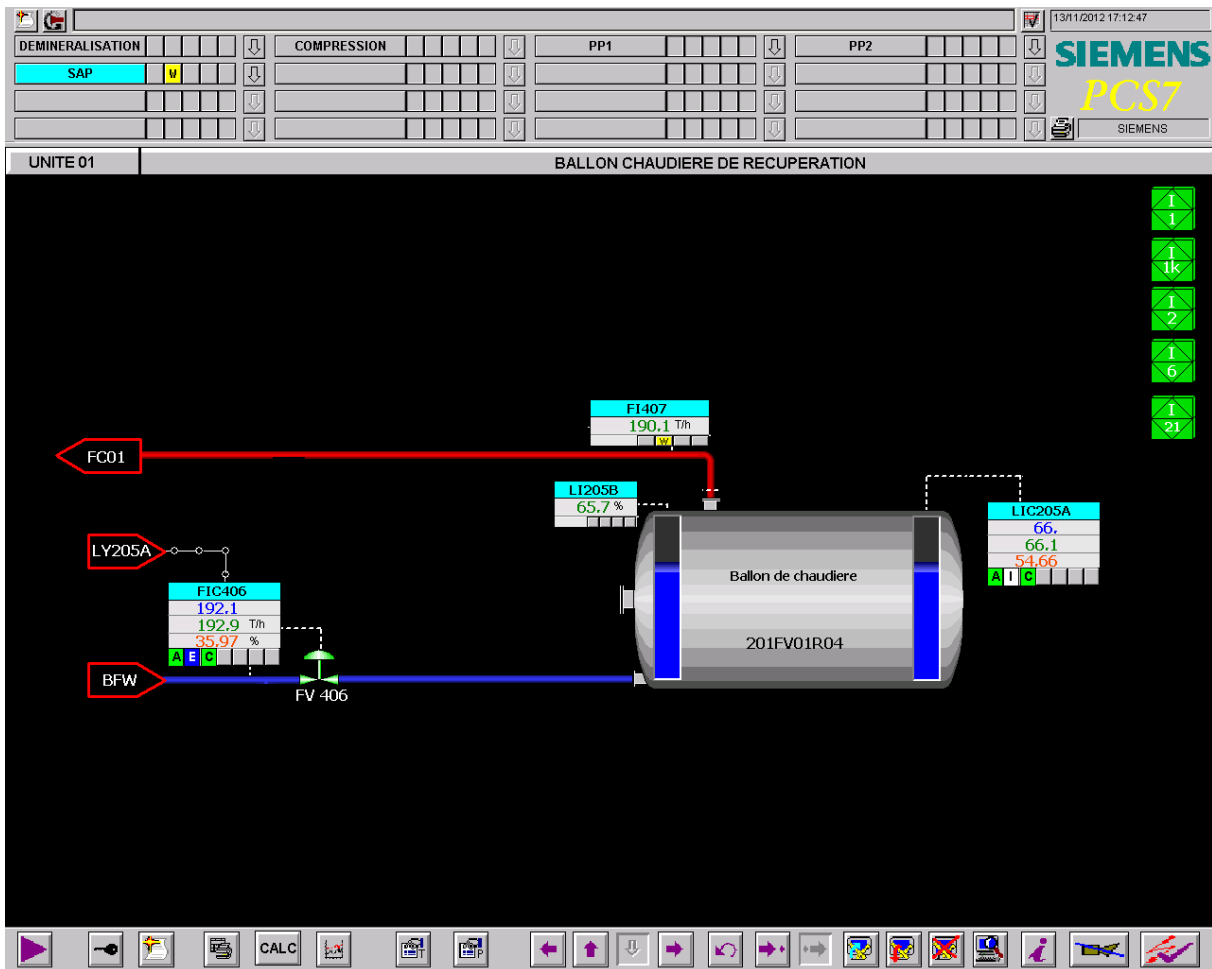 13/11/2012 17:12:47
DEMINERALISATION
COMPRESSION
PP1
PP2
SIEMENS
SAP
W
PCS7
SIEMENS
UNITE 01
BALLON CHAUDIERE DE RECUPERATION
I
1
I
1k
I
2
I
6
I
21
FI407
190.1 T/h
W
FC01
LI205B
65.7 %
LIC205A
66.
66.1
54.66
A I C
LY205A
Ballon de chaudiere
FIC406
192.1
192.9 T/h
35.97 %
A E C
201FV01R04
BFW
FV 406
CALC
T
P
i